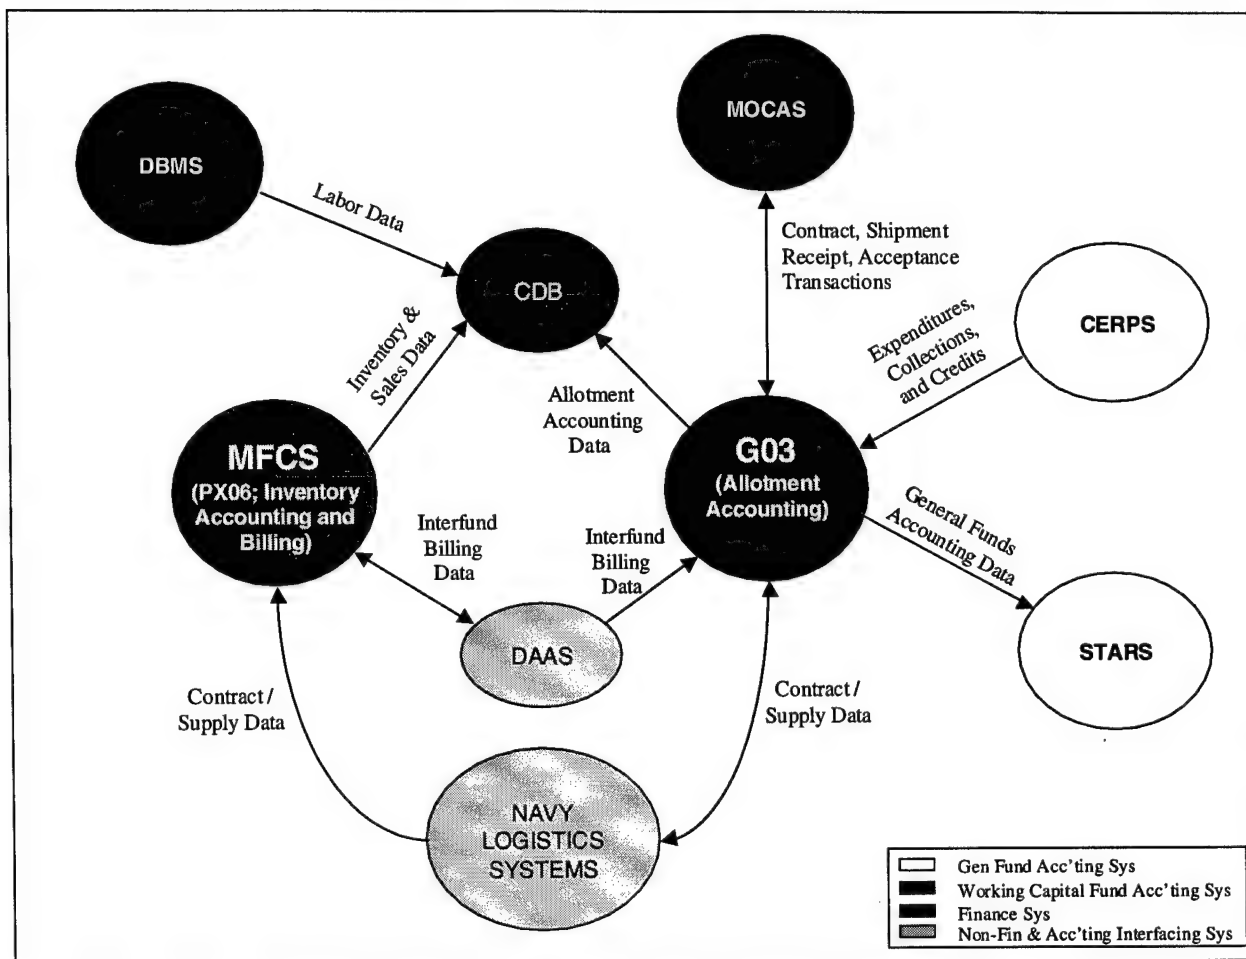 MOCAS
DBMS
Labor Data
Contract, Shipment
Receipt, Acceptance
Transactions
CDB
CERPS
Inventory &
Sales Data
Expenditures,
Collections,
and Credits
Allotment
Accounting
Data
MFCS
(PX06; Inventory
Accounting and
Billing)
G03
(Allotment
Accounting)
General Funds
Accounting Data
Interfund
Billing
Data
Interfund
Billing
Data
DAAS
STARS
Contract /
Supply Data
Contract /
Supply Data
NAVY
LOGISTICS
SYSTEMS
Gen Fund Acc'ting Sys
Working Capital Fund Acc'ting Sys
Finance Sys
Non-Fin & Acc'ting Interfacing Sys